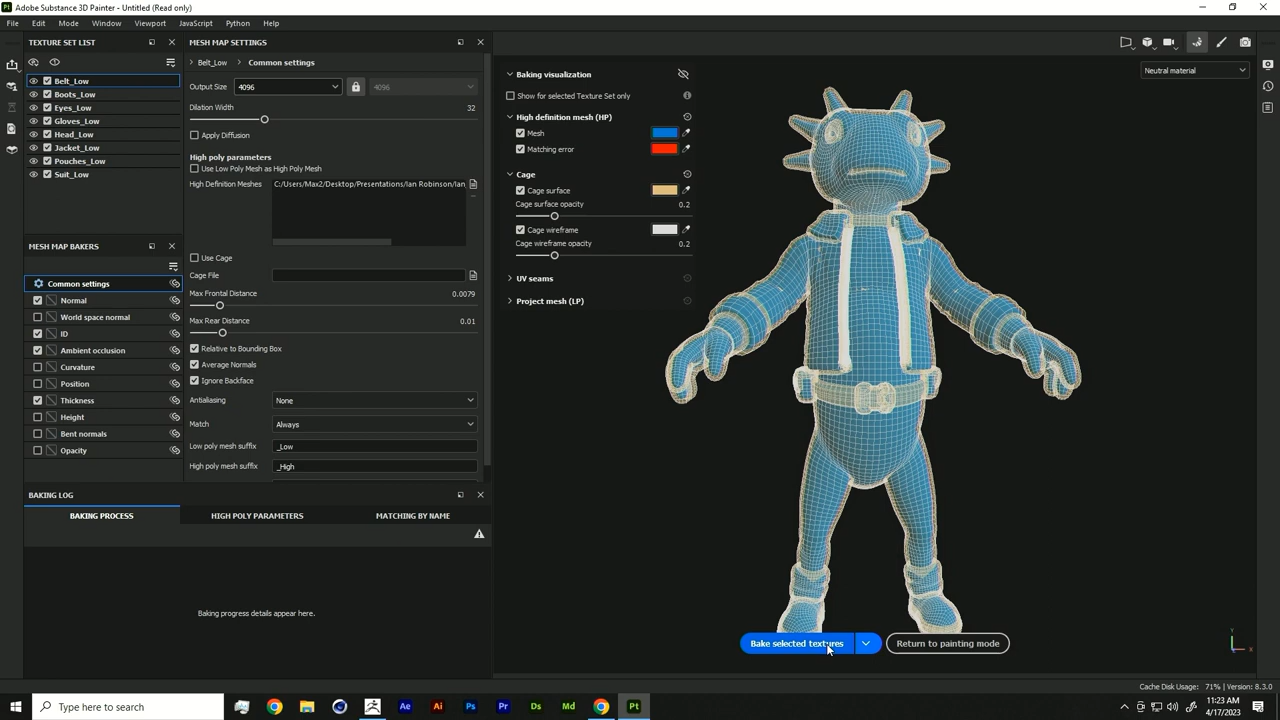 Adobe Substance 3D Painter - Untitled (Read only)
File Edit Mode Window Viewport JavaScript Python Help
TEXTURE SET LIST
Belt_Low
Boots_Low
Eyes_Low
Gloves_Low
Head_Low
Jacket_Low
Pouches_Low
Suit_Low
MESH MAP BAKERS
Common settings
Normal
World space normal
ID
Ambient occlusion
Curvature
Position
Thickness
Height
Bent normals
Opacity
MESH MAP SETTINGS
Belt_Low > Common settings
Output Size 4096 4096
Dilation Width 32
Apply Diffusion
High poly parameters
Use Low Poly Mesh as High Poly Mesh
High Definition Meshes C:/Users/Max2/Desktop/Presentations/Ian Robinson/Ian
Use Cage
Cage File
Max Frontal Distance 0.0079
Max Rear Distance 0.01
Relative to Bounding Box
Average Normals
Ignore Backface
Antialiasing None
Match Always
Low poly mesh suffix _Low
High poly mesh suffix _High
BAKING LOG
BAKING PROCESS HIGH POLY PARAMETERS MATCHING BY NAME
Baking progress details appear here.
Baking visualization
Show for selected Texture Set only
High definition mesh (HP)
Mesh
Matching error
Cage
Cage surface
Cage surface opacity 0.2
Cage wireframe
Cage wireframe opacity 0.2
UV seams
Project mesh (LP)
Neutral material
Bake selected textures
Return to painting mode
Y
X
Cache Disk Usage: 71% | Version: 8.3.0
Type here to search
Ae Ai Ps Pr Ds Md Pt
11:23 AM
4/17/2023